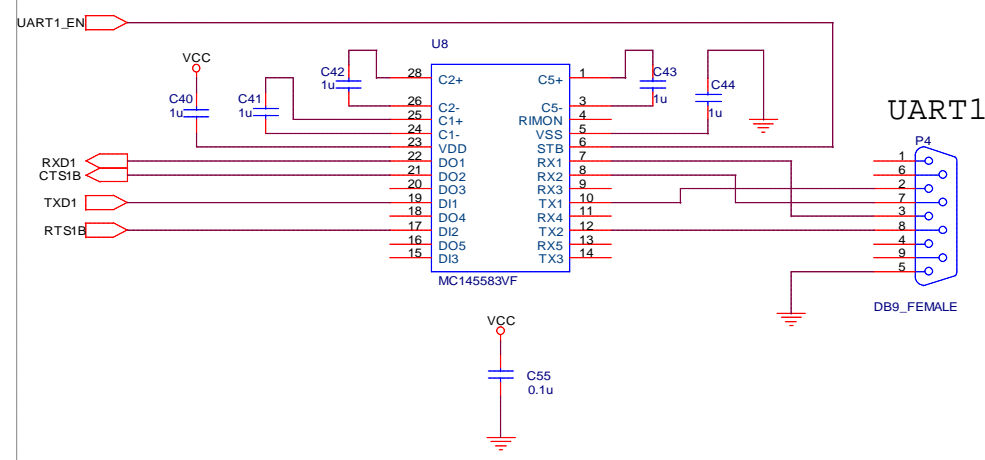 UART1_EN
U8
VCC
C42
1u
C43
1u
C44
1u
C40
1u
C41
1u
UART1
P4
28 C2+ C5+ 1
26 C2- C5- 3
25 C1+ RIMON 4
24 C1- VSS 5
23 VDD STB 6
22 DO1 RX1 7
21 DO2 RX2 8
20 DO3 RX3 9
19 DI1 TX1 10
18 DO4 RX4 11
17 DI2 TX2 12
16 DO5 RX5 13
15 DI3 TX3 14
RXD1
CTS1B
TXD1
RTS1B
MC145583VF
1
6
2
7
3
8
4
9
5
DB9_FEMALE
VCC
C55
0.1u